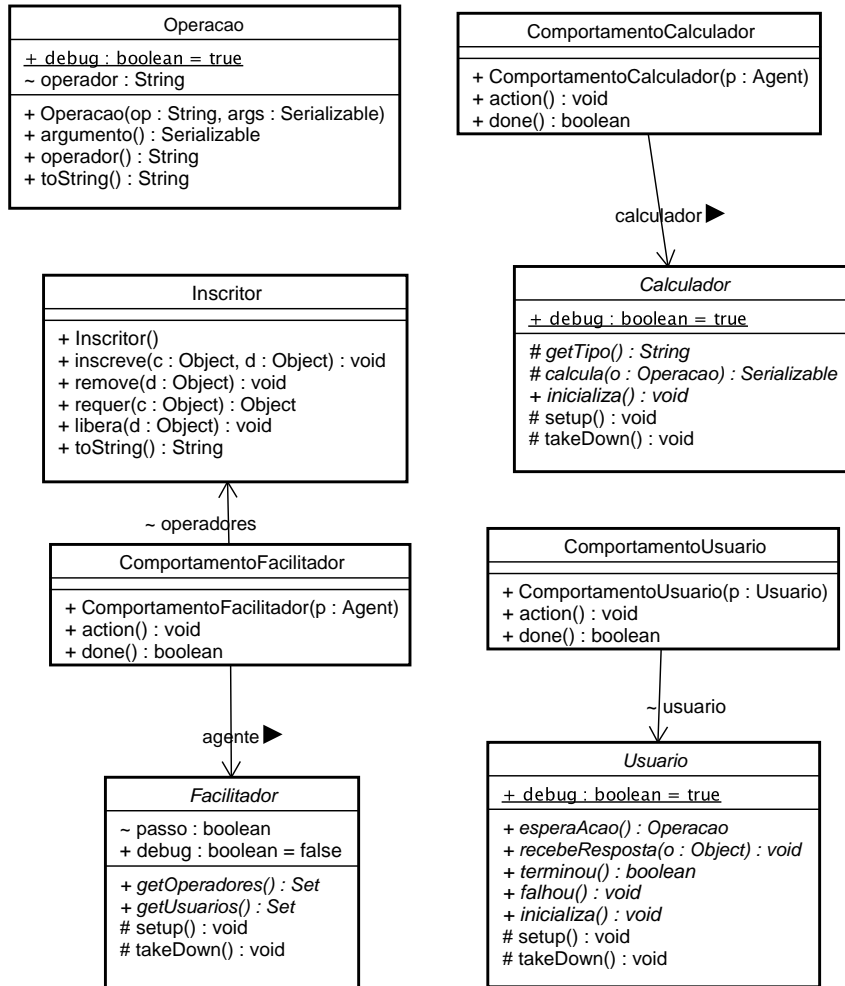 Operacao
+ debug : boolean = true
~ operador : String
+ Operacao(op : String, args : Serializable)
+ argumento() : Serializable
+ operador() : String
+ toString() : String
ComportamentoCalculador
+ ComportamentoCalculador(p : Agent)
+ action() : void
+ done() : boolean
calculador
Calculador
+ debug : boolean = true
# getTipo() : String
# calcula(o : Operacao) : Serializable
+ inicializa() : void
# setup() : void
# takeDown() : void
Inscritor
+ Inscritor()
+ inscreve(c : Object, d : Object) : void
+ remove(d : Object) : void
+ requer(c : Object) : Object
+ libera(d : Object) : void
+ toString() : String
~ operadores
ComportamentoFacilitador
+ ComportamentoFacilitador(p : Agent)
+ action() : void
+ done() : boolean
agente
Facilitador
~ passo : boolean
+ debug : boolean = false
+ getOperadores() : Set
+ getUsuarios() : Set
# setup() : void
# takeDown() : void
ComportamentoUsuario
+ ComportamentoUsuario(p : Usuario)
+ action() : void
+ done() : boolean
~ usuario
Usuario
+ debug : boolean = true
+ esperaAcao() : Operacao
+ recebeResposta(o : Object) : void
+ terminou() : boolean
+ falhou() : void
+ inicializa() : void
# setup() : void
# takeDown() : void